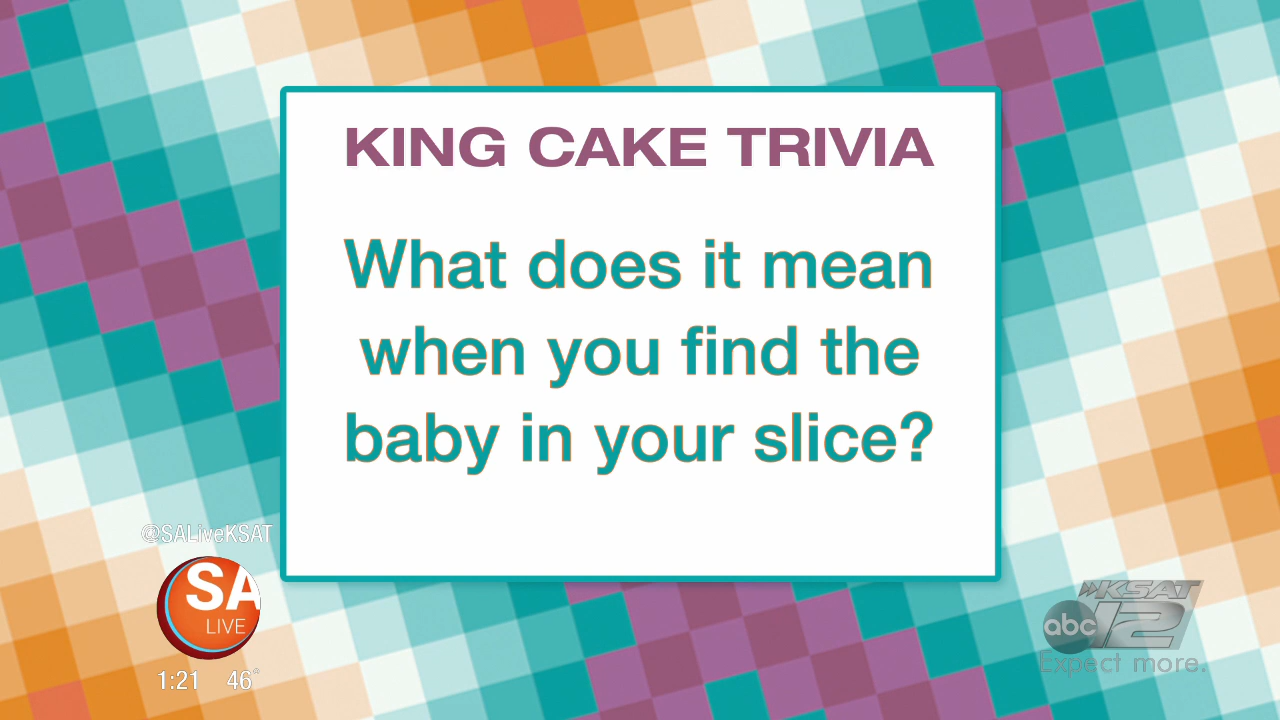 KING CAKE TRIVIA
What does it mean
when you find the
baby in your slice?
@SALiveKSAT
SA
LIVE
1:21 46°
KSAT
abc 12
Expect more.